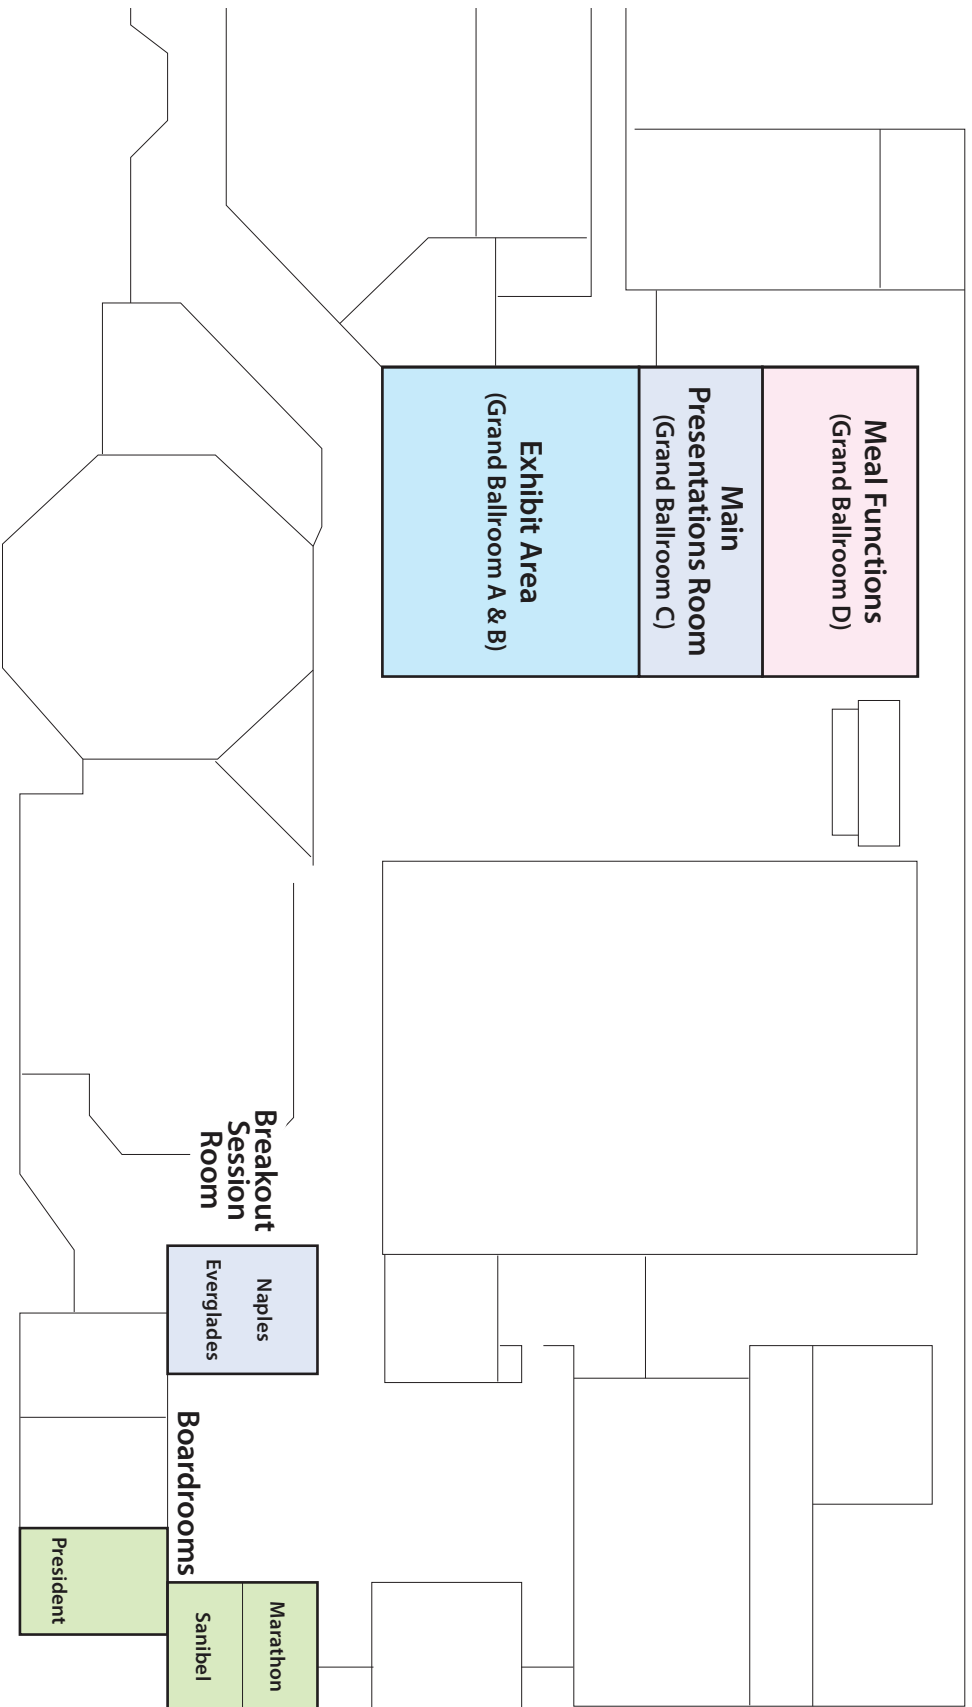 Meal Functions
(Grand Ballroom D)
Main
Presentations Room
(Grand Ballroom C)
Exhibit Area
(Grand Ballroom A & B)
Breakout
Session
Room
Naples
Everglades
Boardrooms
Marathon
Sanibel
President